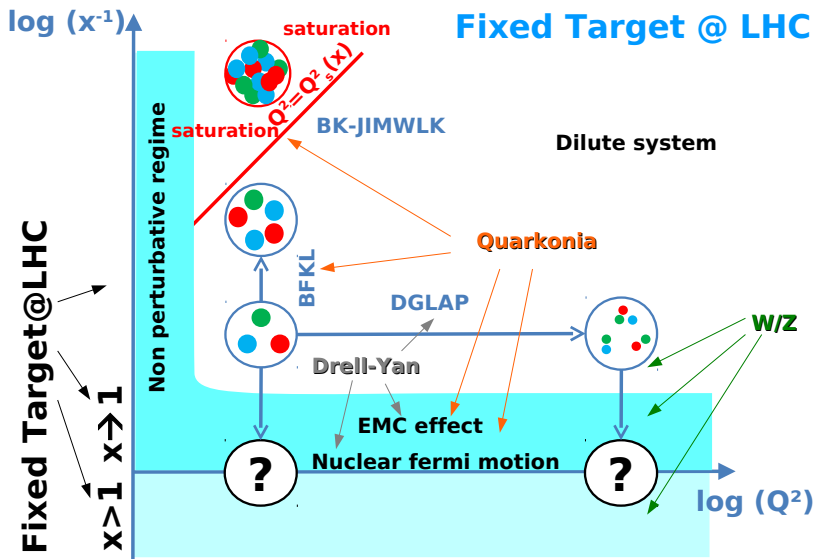 log (x⁻¹)
Fixed Target @ LHC
saturation
Q²=Q²ₛ(x)
saturation
BK-JIMWLK
Dilute system
Non perturbative regime
Quarkonia
BFKL
DGLAP
W/Z
Drell-Yan
Fixed Target@LHC
x→1
EMC effect
Nuclear fermi motion
?
?
log (Q²)
x>1